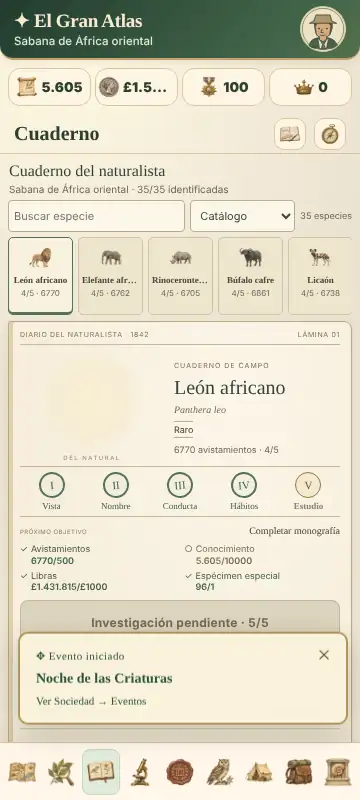 ✦ El Gran Atlas
Sabana de África oriental
5.605
£1.5...
100
0
Cuaderno
Cuaderno del naturalista
Sabana de África oriental · 35/35 identificadas
Buscar especie
Catálogo
35 especies
León africano
4/5 · 6770
Elefante afr...
4/5 · 6762
Rinoceronte...
4/5 · 6705
Búfalo cafre
4/5 · 6861
Licaón
4/5 · 6738
DIARIO DEL NATURALISTA 1842
LÁMINA 01
CUADERNO DE CAMPO
León africano
Panthera leo
Raro
6770 avistamientos · 4/5
DEL NATURAL
I
Vista
II
Nombre
III
Conducta
IV
Hábitos
V
Estudio
PRÓXIMO OBJETIVO
Completar monografía
✓ Avistamientos
6770/500
○ Conocimiento
5.605/10000
✓ Libras
£1.431.815/£1000
✓ Espécimen especial
96/1
Investigación pendiente · 5/5
✥ Evento iniciado
Noche de las Criaturas
Ver Sociedad → Eventos